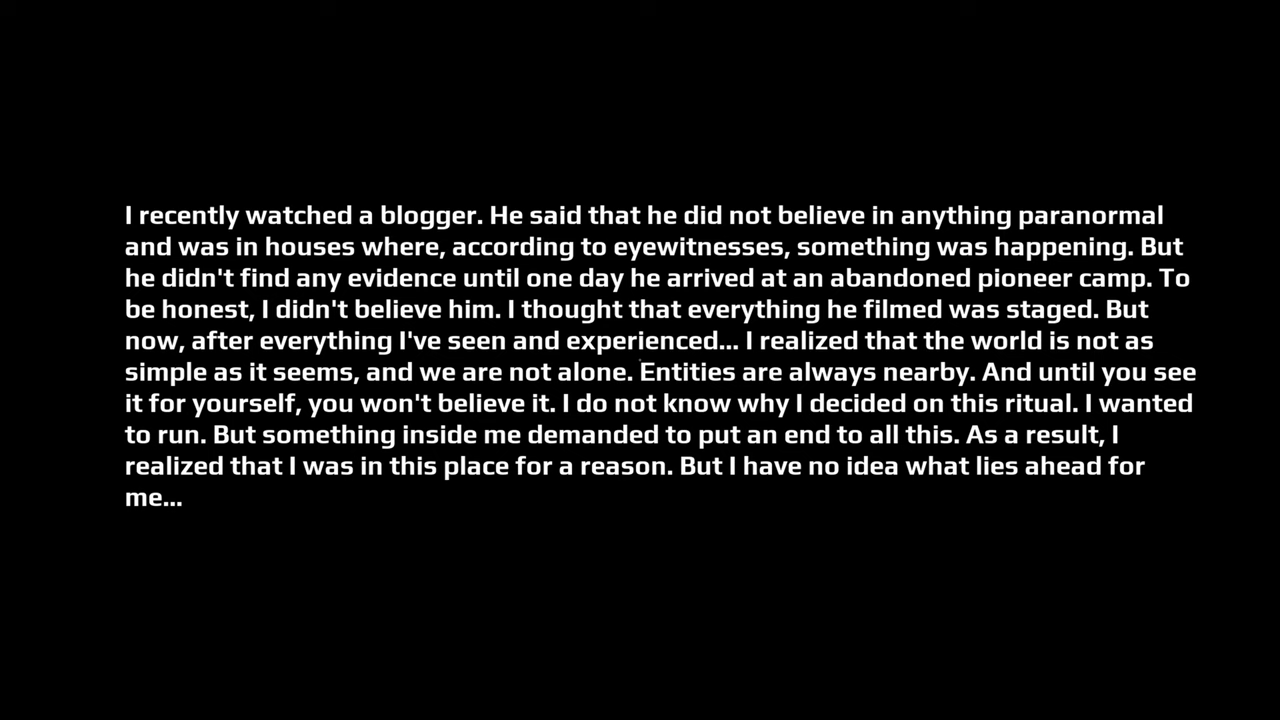 I recently watched a blogger. He said that he did not believe in anything paranormal
and was in houses where, according to eyewitnesses, something was happening. But
he didn't find any evidence until one day he arrived at an abandoned pioneer camp. To
be honest, I didn't believe him. I thought that everything he filmed was staged. But
now, after everything I've seen and experienced... I realized that the world is not as
simple as it seems, and we are not alone. Entities are always nearby. And until you see
it for yourself, you won't believe it. I do not know why I decided on this ritual. I wanted
to run. But something inside me demanded to put an end to all this. As a result, I
realized that I was in this place for a reason. But I have no idea what lies ahead for
me...